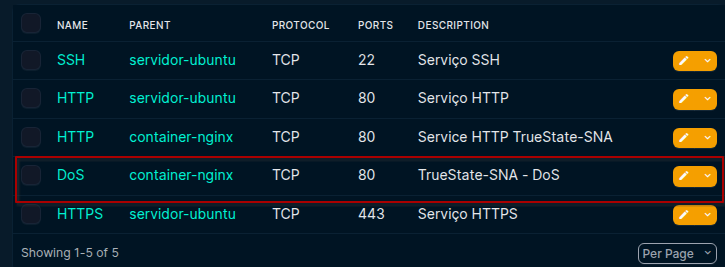 NAME PARENT PROTOCOL PORTS DESCRIPTION
SSH servidor-ubuntu TCP 22 Serviço SSH
HTTP servidor-ubuntu TCP 80 Serviço HTTP
HTTP container-nginx TCP 80 Service HTTP TrueState-SNA
DoS container-nginx TCP 80 TrueState-SNA - DoS
HTTPS servidor-ubuntu TCP 443 Serviço HTTPS
Showing 1-5 of 5 Per Page